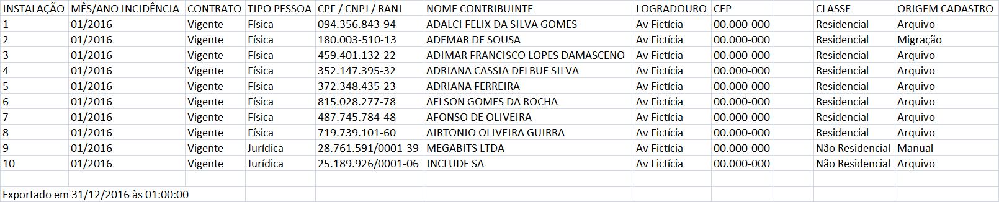 INSTALAÇÃO MÊS/ANO INCIDÊNCIA CONTRATO TIPO PESSOA CPF / CNPJ / RANI NOME CONTRIBUINTE LOGRADOURO CEP CLASSE ORIGEM CADASTRO
1 01/2016 Vigente Física 094.356.843-94 ADALCI FELIX DA SILVA GOMES Av Fictícia 00.000-000 Residencial Arquivo
2 01/2016 Vigente Física 180.003-510-13 ADEMAR DE SOUSA Av Fictícia 00.000-000 Residencial Migração
3 01/2016 Vigente Física 459.401.132-22 ADIMAR FRANCISCO LOPES DAMASCENO Av Fictícia 00.000-000 Residencial Arquivo
4 01/2016 Vigente Física 352.147.395-32 ADRIANA CASSIA DELBUE SILVA Av Fictícia 00.000-000 Residencial Arquivo
5 01/2016 Vigente Física 372.348.435-23 ADRIANA FERREIRA Av Fictícia 00.000-000 Residencial Arquivo
6 01/2016 Vigente Física 815.028.277-78 AELSON GOMES DA ROCHA Av Fictícia 00.000-000 Residencial Arquivo
7 01/2016 Vigente Física 487.745.784-48 AFONSO DE OLIVEIRA Av Fictícia 00.000-000 Residencial Arquivo
8 01/2016 Vigente Física 719.739.101-60 AIRTONIO OLIVEIRA GUIRRA Av Fictícia 00.000-000 Residencial Arquivo
9 01/2016 Vigente Jurídica 28.761.591/0001-39 MEGABITS LTDA Av Fictícia 00.000-000 Não Residencial Manual
10 01/2016 Vigente Jurídica 25.189.926/0001-06 INCLUDE SA Av Fictícia 00.000-000 Não Residencial Arquivo
Exportado em 31/12/2016 às 01:00:00